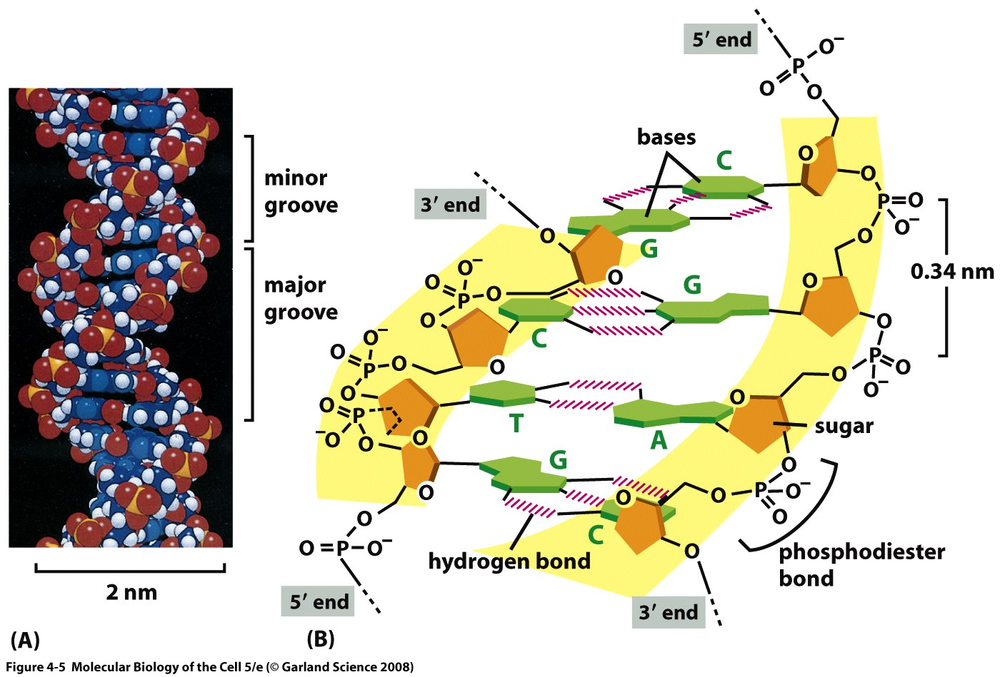 5′ end
P
O–
O
O
bases
C
O
O
minor
groove
3′ end
P=O
O–
O
O
G
major
groove
O–
O
P
O
O
O
G
O
0.34 nm
O
C
O
O–
O
P
O
O
O
P
O
O–
O
O
P
O–
O
O
T
A
O
sugar
G
O
O
P
O–
O
O
O
O
C
O
O=P–O–
hydrogen bond
phosphodiester
bond
2 nm
5′ end
3′ end
(A)
(B)
Figure 4-5 Molecular Biology of the Cell 5/e (© Garland Science 2008)